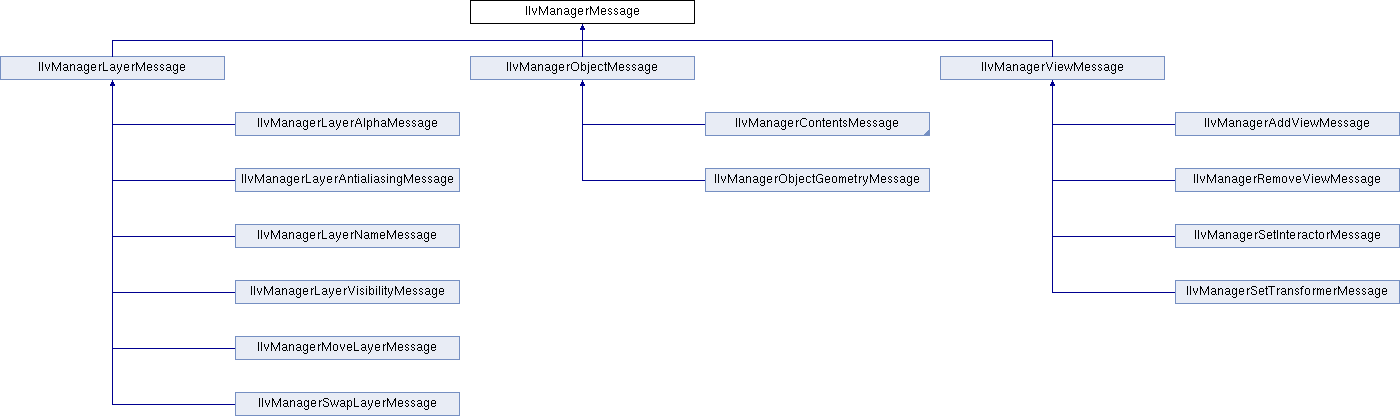 IlvManagerMessage
IlvManagerLayerMessage
IlvManagerObjectMessage
IlvManagerViewMessage
IlvManagerLayerAlphaMessage
IlvManagerContentsMessage
IlvManagerAddViewMessage
IlvManagerLayerAntialiasingMessage
IlvManagerObjectGeometryMessage
IlvManagerRemoveViewMessage
IlvManagerLayerNameMessage
IlvManagerSetInteractorMessage
IlvManagerLayerVisibilityMessage
IlvManagerSetTransformerMessage
IlvManagerMoveLayerMessage
IlvManagerSwapLayerMessage